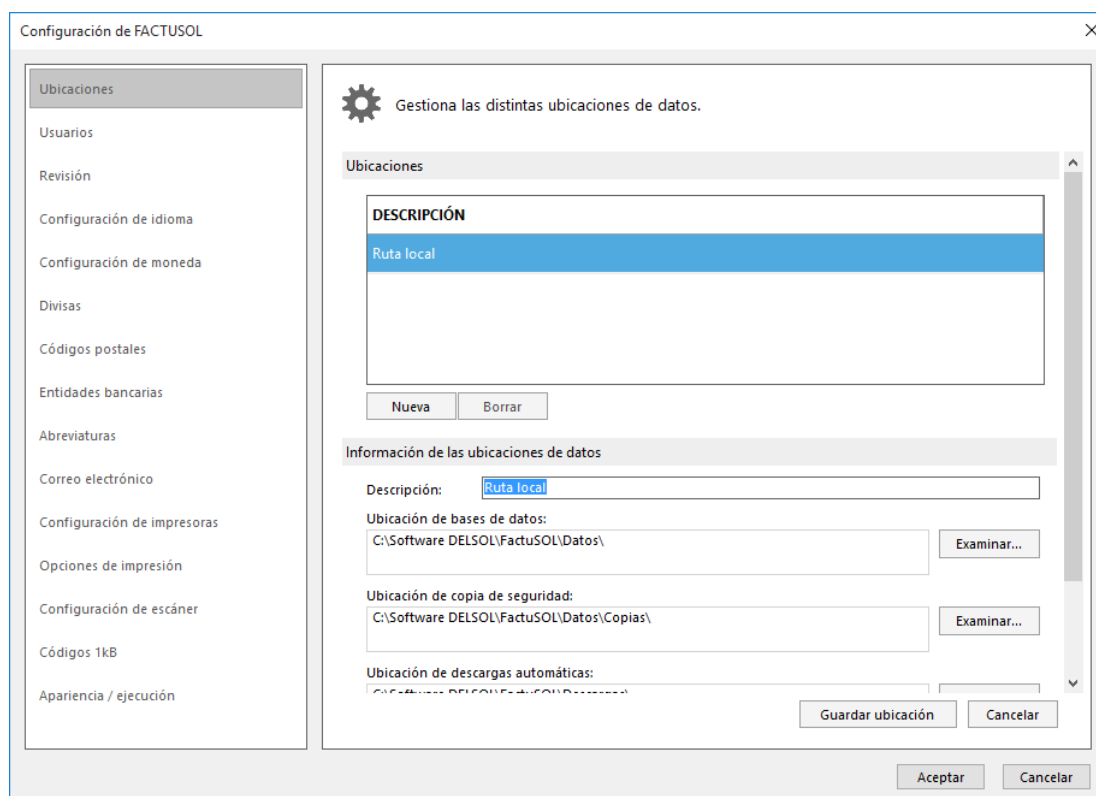 Configuración de FACTUSOL
Ubicaciones
Usuarios
Revisión
Configuración de idioma
Configuración de moneda
Divisas
Códigos postales
Entidades bancarias
Abreviaturas
Correo electrónico
Configuración de impresoras
Opciones de impresión
Configuración de escáner
Códigos 1kB
Apariencia / ejecución
Gestiona las distintas ubicaciones de datos.
Ubicaciones
DESCRIPCIÓN
Ruta local
Nueva Borrar
Información de las ubicaciones de datos
Descripción: Ruta local
Ubicación de bases de datos:
C:\Software DELSOL\FactuSOL\Datos\ Examinar...
Ubicación de copia de seguridad:
C:\Software DELSOL\FactuSOL\Datos\Copias\ Examinar...
Ubicación de descargas automáticas:
C:\Software DELSOL\FactuSOL\Descargas\
Guardar ubicación Cancelar
Aceptar Cancelar